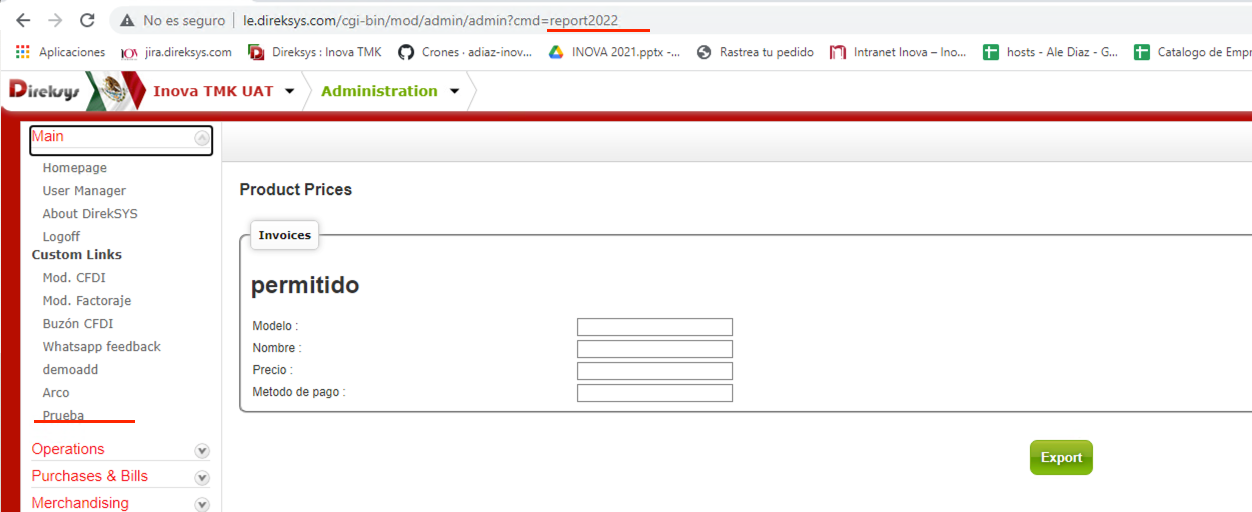 No es seguro | le.direksys.com/cgi-bin/mod/admin/admin?cmd=report2022
Aplicaciones jira.direksys.com Direksys : Inova TMK Crones · adiaz-inov... INOVA 2021.pptx -... Rastrea tu pedido Intranet Inova – Ino... hosts - Ale Diaz - G... Catalogo de Empr
Direksys Inova TMK UAT Administration
Main
Homepage
User Manager
About DirekSYS
Logoff
Custom Links
Mod. CFDI
Mod. Factoraje
Buzón CFDI
Whatsapp feedback
demoadd
Arco
Prueba
Operations
Purchases & Bills
Merchandising
Product Prices
Invoices
permitido
Modelo :
Nombre :
Precio :
Metodo de pago :
Export